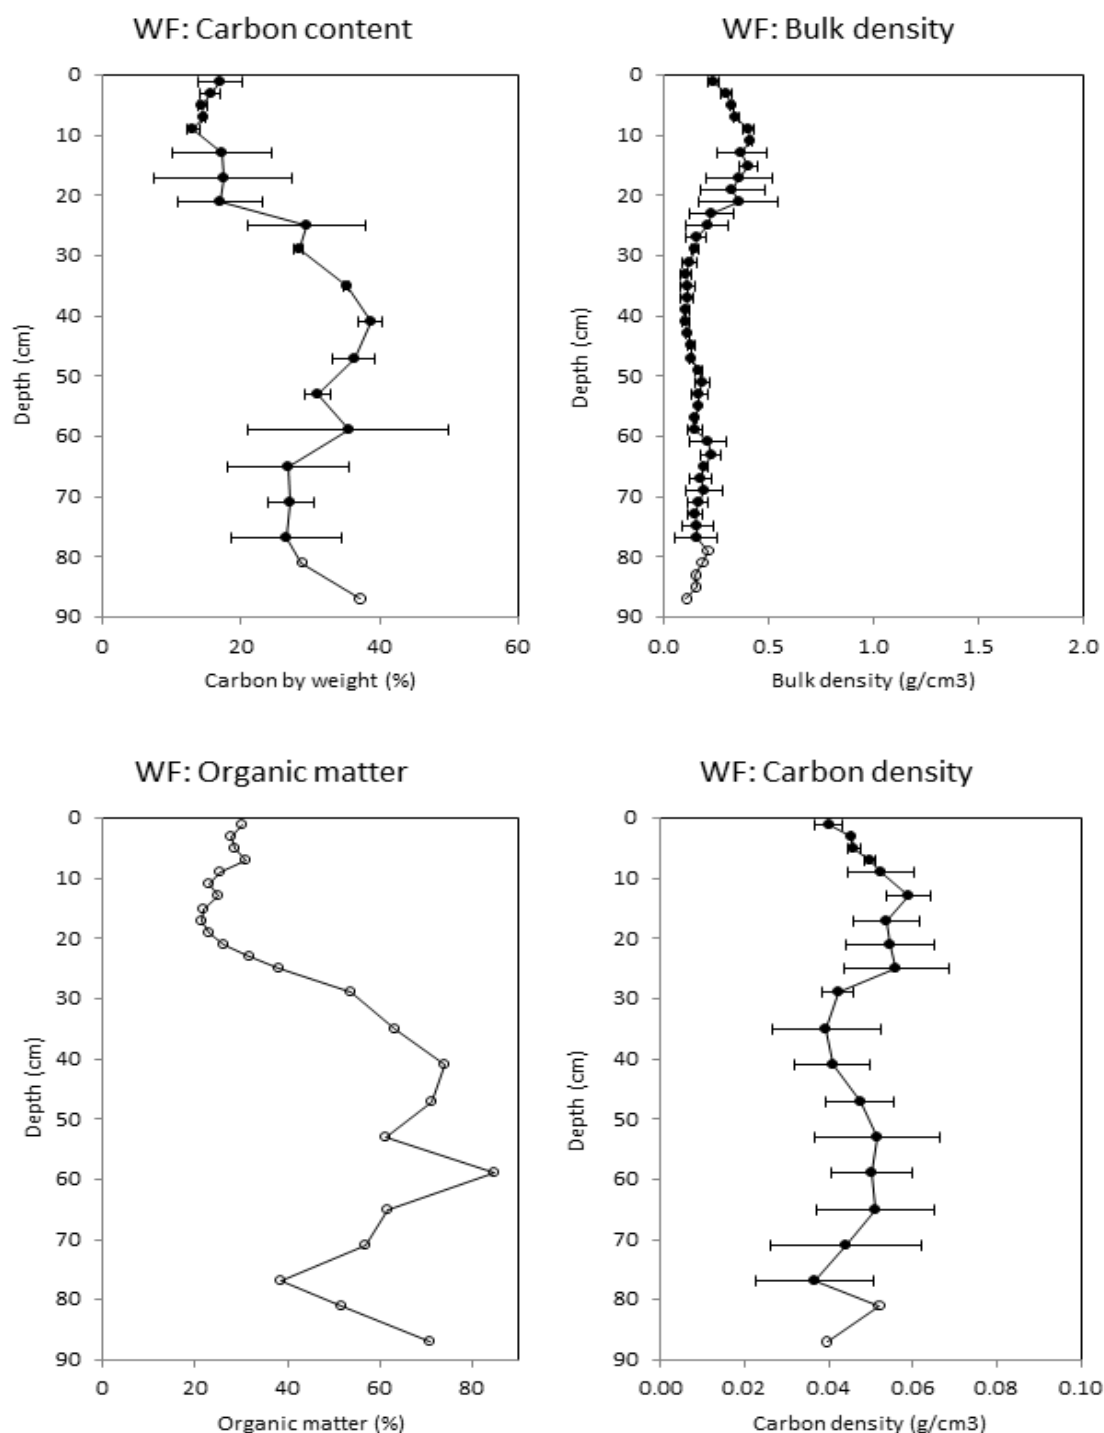 WF: Carbon content
0
10
20
30
40
50
60
70
80
90
Depth (cm)
0 20 40 60
Carbon by weight (%)
WF: Bulk density
0
10
20
30
40
50
60
70
80
90
Depth (cm)
0.0 0.5 1.0 1.5 2.0
Bulk density (g/cm3)
WF: Organic matter
0
10
20
30
40
50
60
70
80
90
Depth (cm)
0 20 40 60 80
Organic matter (%)
WF: Carbon density
0
10
20
30
40
50
60
70
80
90
Depth (cm)
0.00 0.02 0.04 0.06 0.08 0.10
Carbon density (g/cm3)